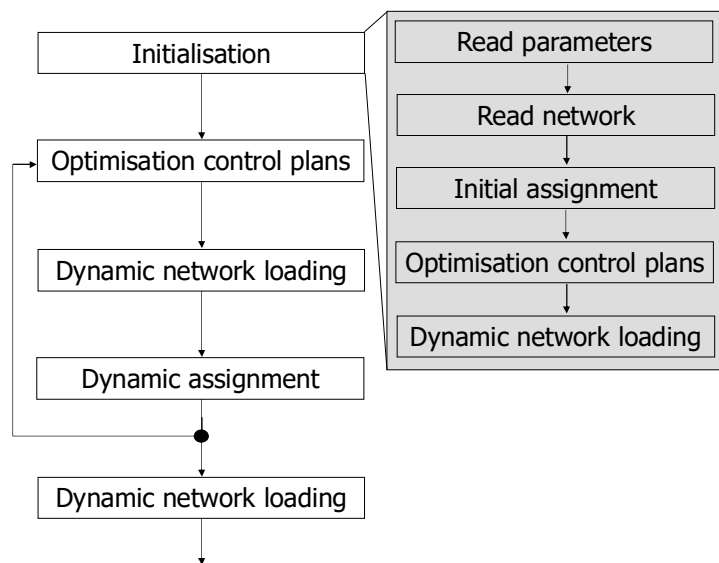 Initialisation
Optimisation control plans
Dynamic network loading
Dynamic assignment
Dynamic network loading
Read parameters
Read network
Initial assignment
Optimisation control plans
Dynamic network loading